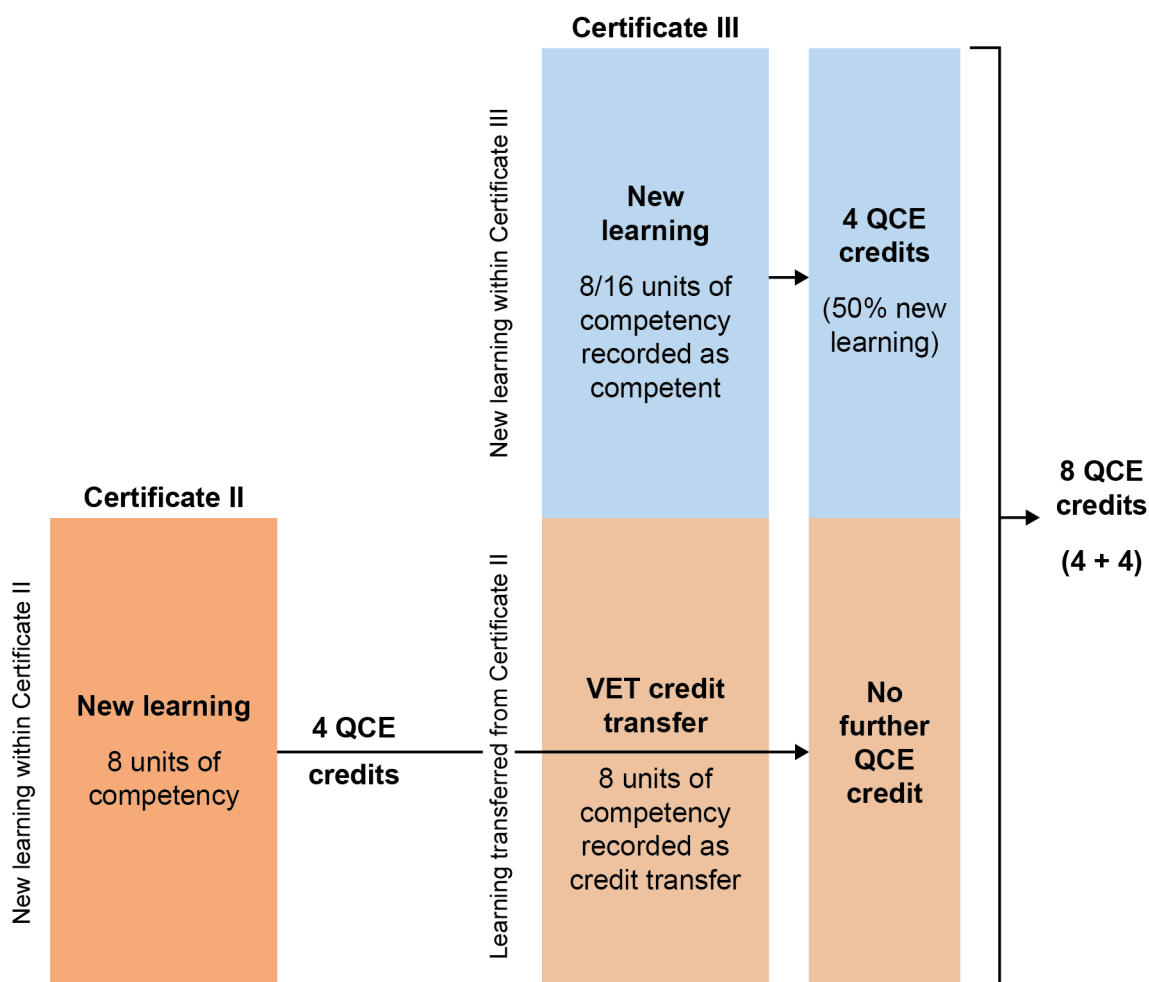 Certificate III
New learning within Certificate III
New
learning
8/16 units of
competency
recorded as
competent
4 QCE
credits
(50% new
learning)
8 QCE
credits
(4 + 4)
Certificate II
New learning within Certificate II
New learning
8 units of
competency
4 QCE
credits
Learning transferred from Certificate II
VET credit
transfer
8 units of
competency
recorded as
credit transfer
No
further
QCE
credit